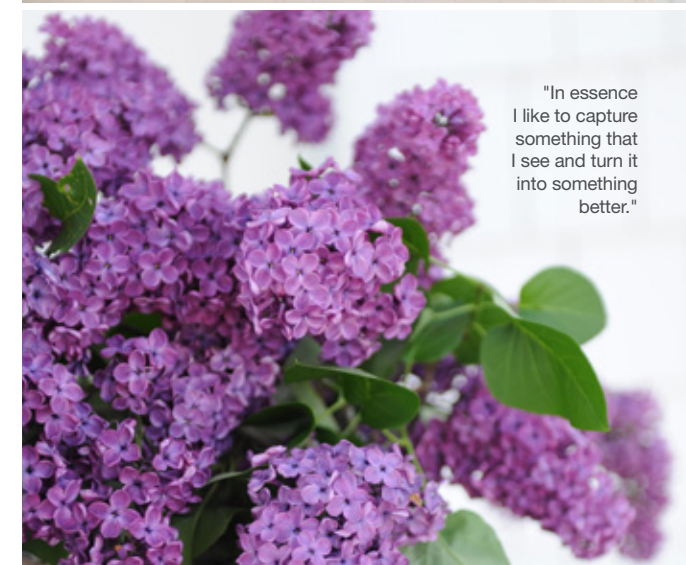 "In essence
I like to capture
something that
I see and turn it
into something
better."